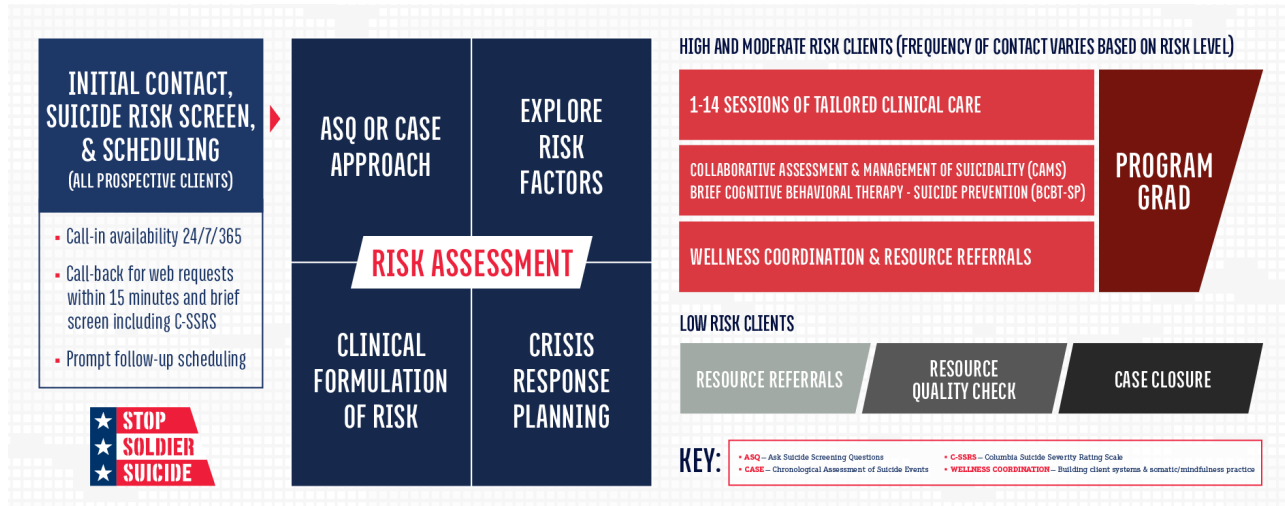 INITIAL CONTACT,
SUICIDE RISK SCREEN,
& SCHEDULING
(ALL PROSPECTIVE CLIENTS)
▪ Call-in availability 24/7/365
▪ Call-back for web requests
within 15 minutes and brief
screen including C-SSRS
▪ Prompt follow-up scheduling
STOP
SOLDIER
SUICIDE
ASQ OR CASE
APPROACH
EXPLORE
RISK
FACTORS
RISK ASSESSMENT
CLINICAL
FORMULATION
OF RISK
CRISIS
RESPONSE
PLANNING
HIGH AND MODERATE RISK CLIENTS (FREQUENCY OF CONTACT VARIES BASED ON RISK LEVEL)
1-14 SESSIONS OF TAILORED CLINICAL CARE
COLLABORATIVE ASSESSMENT & MANAGEMENT OF SUICIDALITY (CAMS)
BRIEF COGNITIVE BEHAVIORAL THERAPY - SUICIDE PREVENTION (BCBT-SP)
WELLNESS COORDINATION & RESOURCE REFERRALS
PROGRAM
GRAD
LOW RISK CLIENTS
RESOURCE REFERRALS
RESOURCE
QUALITY CHECK
CASE CLOSURE
KEY:
• ASQ – Ask Suicide Screening Questions
• CASE – Chronological Assessment of Suicide Events
• C-SSRS – Columbia Suicide Severity Rating Scale
• WELLNESS COORDINATION – Building client systems & somatic/mindfulness practice